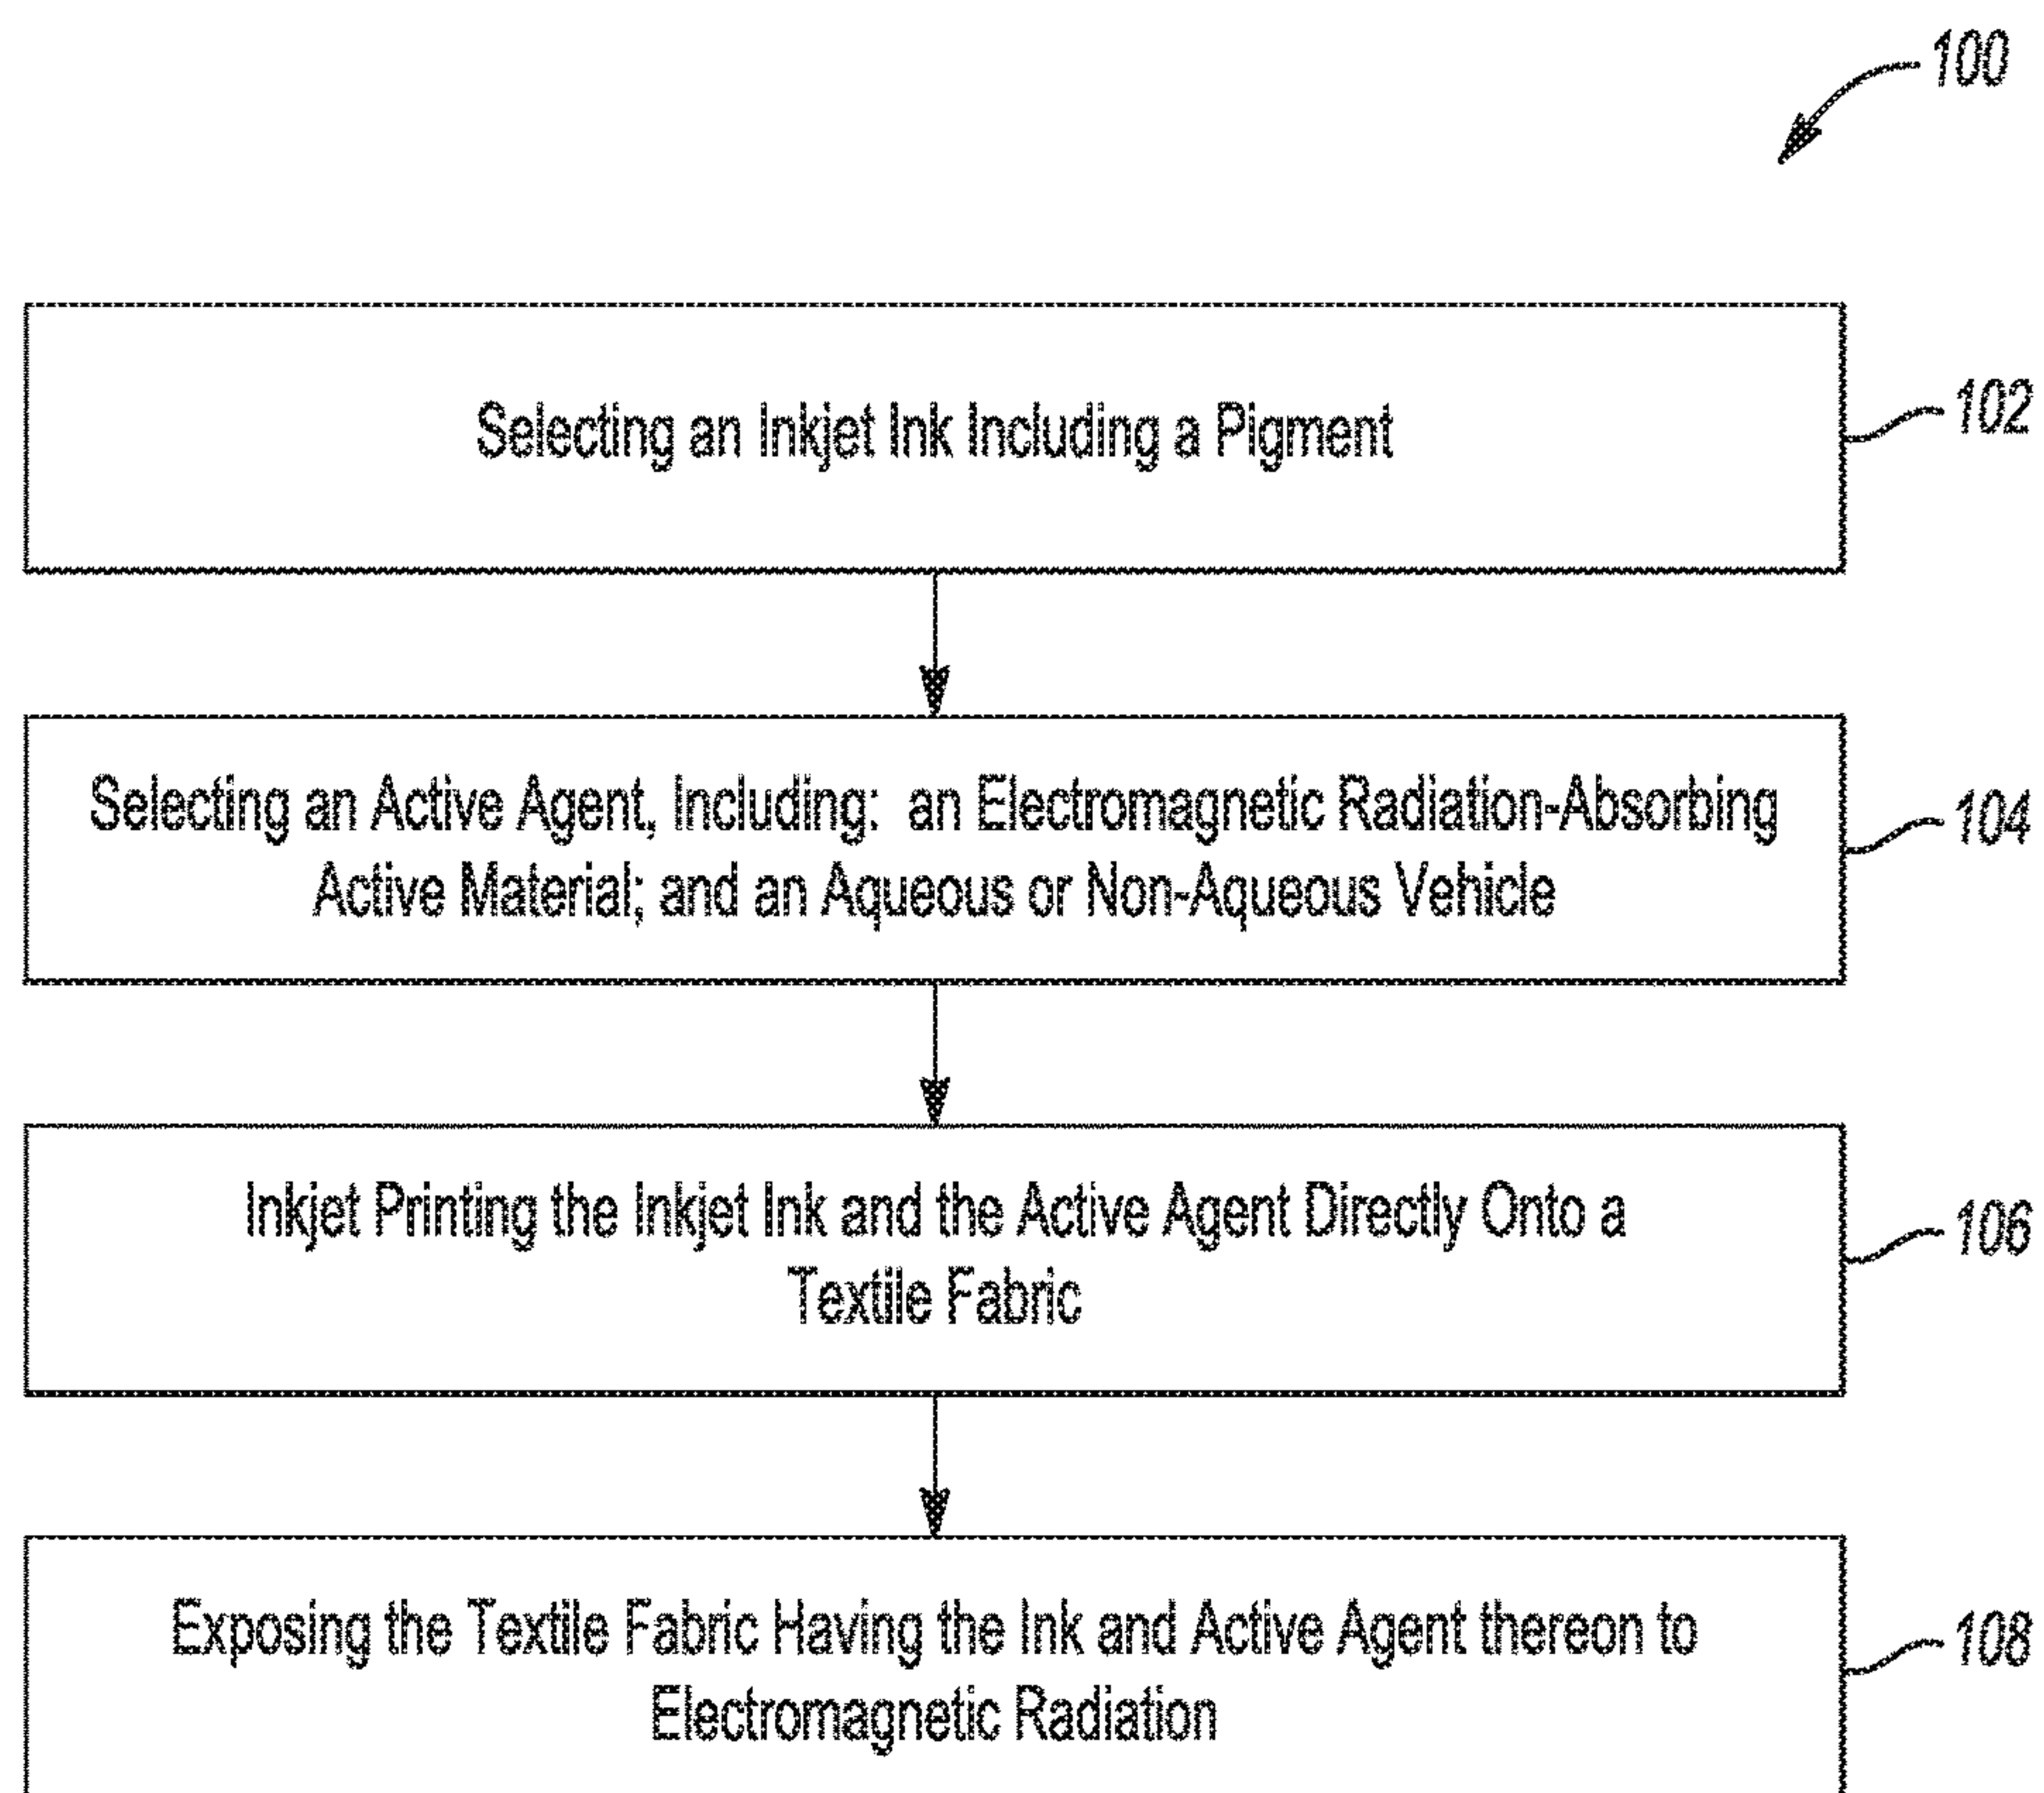 100
Selecting an Inkjet Ink Including a Pigment
102
Selecting an Active Agent, Including: an Electromagnetic Radiation-Absorbing
Active Material; and an Aqueous or Non-Aqueous Vehicle
104
Inkjet Printing the Inkjet Ink and the Active Agent Directly Onto a
Textile Fabric
106
Exposing the Textile Fabric Having the Ink and Active Agent thereon to
Electromagnetic Radiation
108